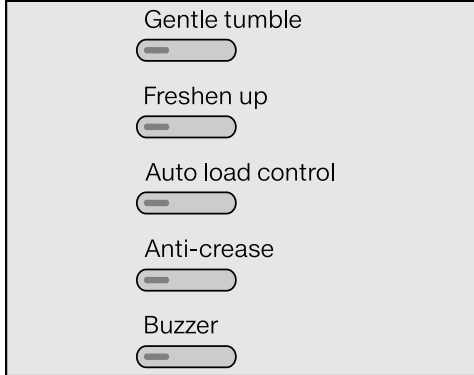 Gentle tumble
Freshen up
Auto load control
Anti-crease
Buzzer